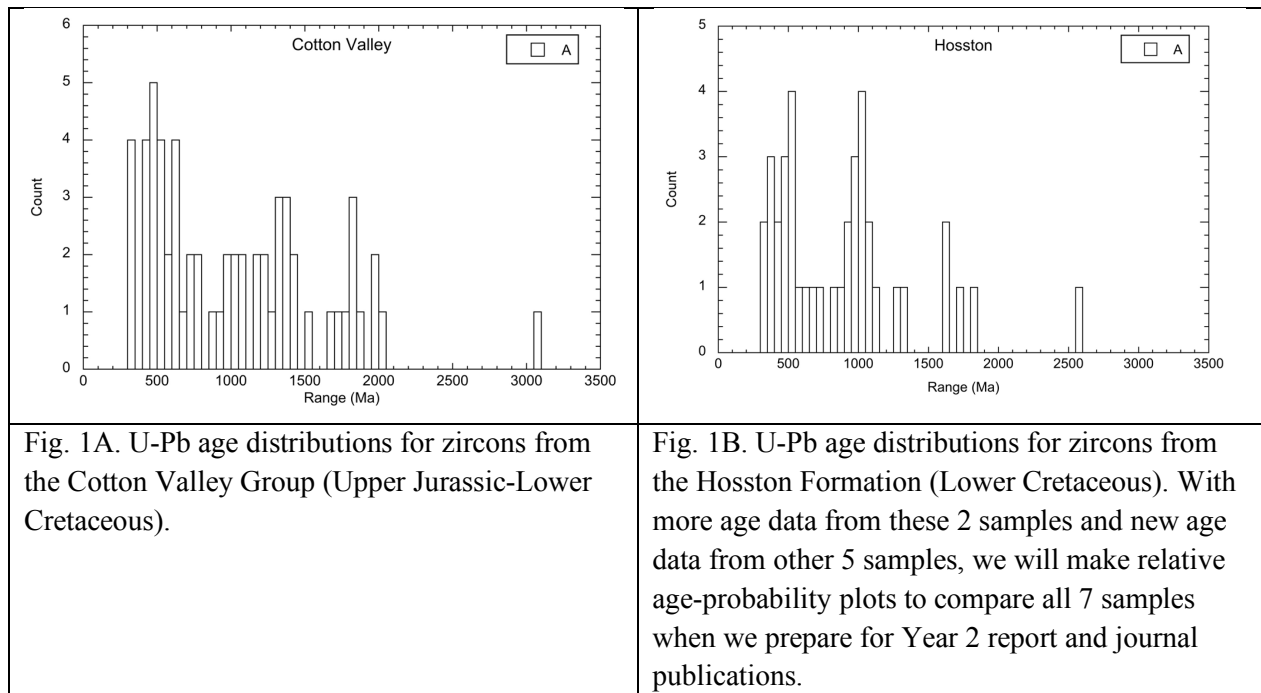 Cotton Valley
A
6
5
4
3
2
1
0
Count
0 500 1000 1500 2000 2500 3000 3500
Range (Ma)
Hosston
A
5
4
3
2
1
0
Count
0 500 1000 1500 2000 2500 3000 3500
Range (Ma)
Fig. 1A. U-Pb age distributions for zircons from
the Cotton Valley Group (Upper Jurassic-Lower
Cretaceous).
Fig. 1B. U-Pb age distributions for zircons from
the Hosston Formation (Lower Cretaceous). With
more age data from these 2 samples and new age
data from other 5 samples, we will make relative
age-probability plots to compare all 7 samples
when we prepare for Year 2 report and journal
publications.